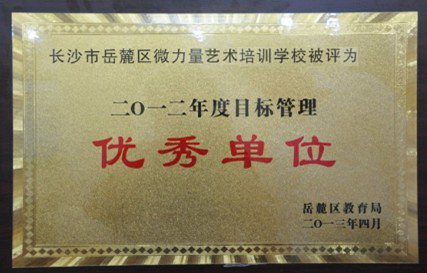 长沙市岳麓区微力量艺术培训学校被评为
二〇一二年度目标管理
优秀单位
岳麓区教育局
二〇一三年四月